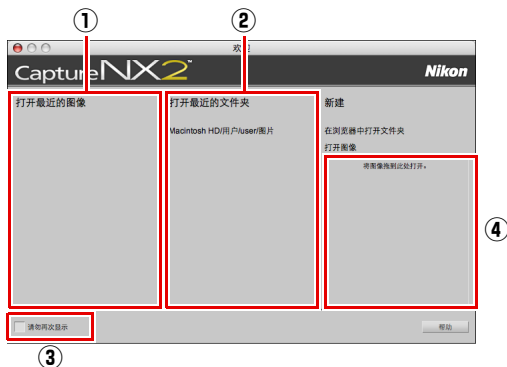 ① ②
欢迎
Capture NX 2™
Nikon
打开最近的图像
打开最近的文件夹
Macintosh HD/用户/user/图片
新建
在浏览器中打开文件夹
打开图像
将图像拖到此处打开。
④
请勿再次显示
帮助
③